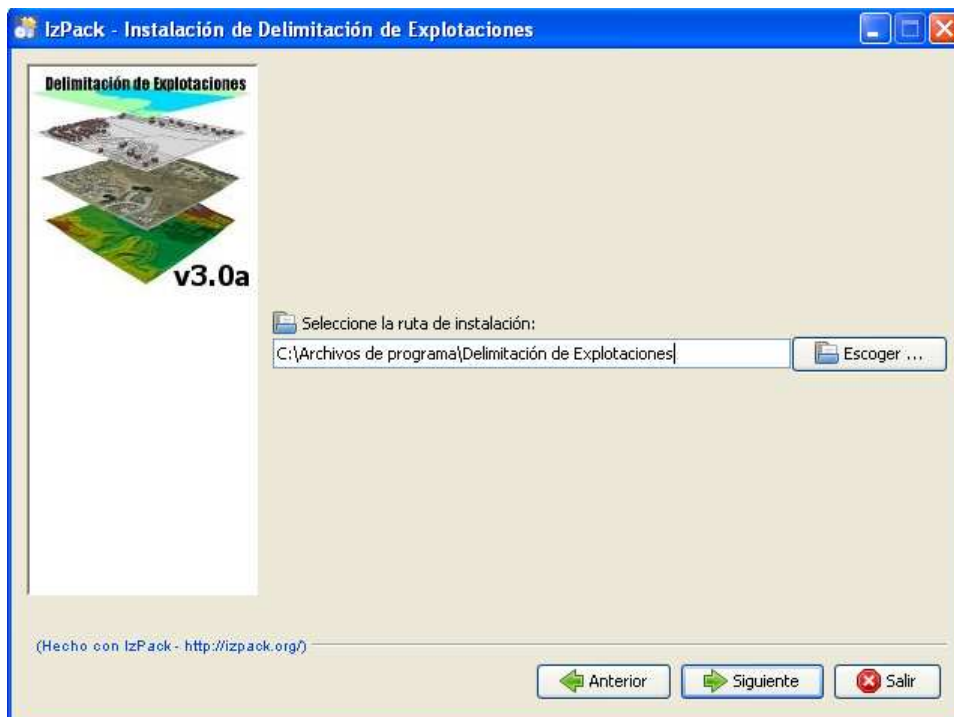 IzPack - Instalación de Delimitación de Explotaciones
Delimitación de Explotaciones
v3.0a
Seleccione la ruta de instalación:
C:\Archivos de programa\Delimitación de Explotaciones
Escoger ...
(Hecho con IzPack - http://izpack.org/)
Anterior
Siguiente
Salir